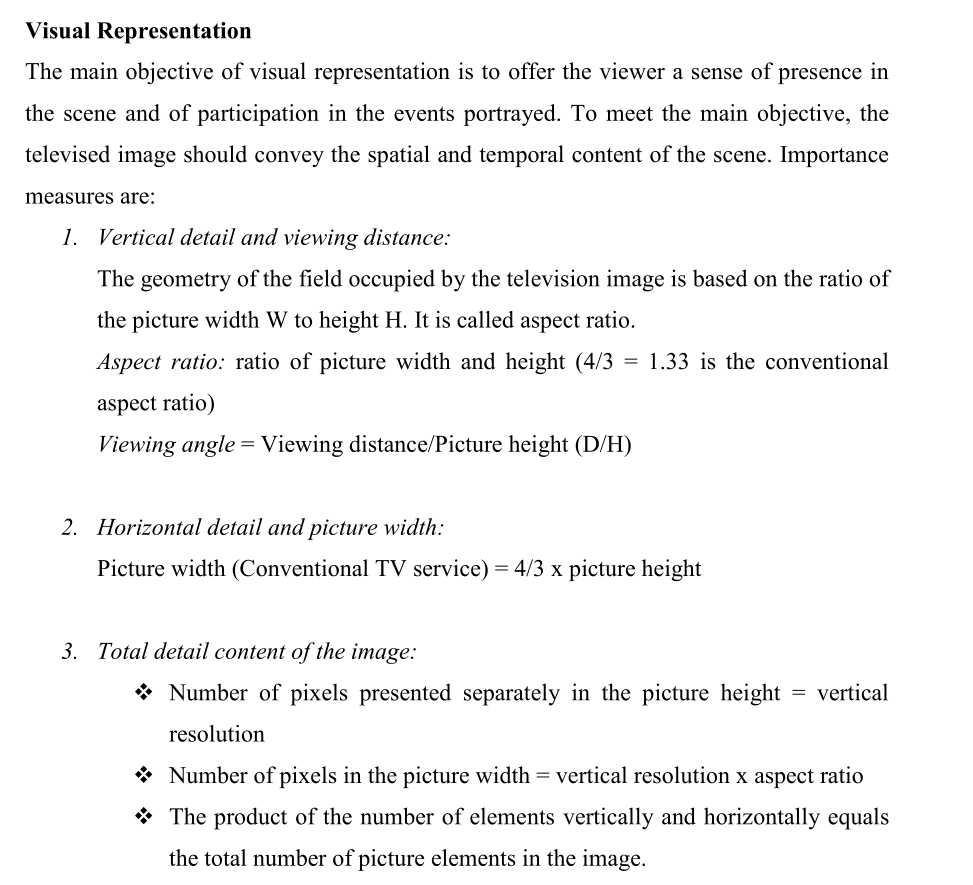 Visual Representation
The main objective of visual representation is to offer the viewer a sense of presence in
the scene and of participation in the events portrayed. To meet the main objective, the
televised image should convey the spatial and temporal content of the scene. Importance
measures are:
1. Vertical detail and viewing distance:
The geometry of the field occupied by the television image is based on the ratio of
the picture width W to height H. It is called aspect ratio.
Aspect ratio: ratio of picture width and height (4/3 = 1.33 is the conventional
aspect ratio)
Viewing angle = Viewing distance/Picture height (D/H)
2. Horizontal detail and picture width:
Picture width (Conventional TV service) = 4/3 x picture height
3. Total detail content of the image:
❖ Number of pixels presented separately in the picture height = vertical
resolution
❖ Number of pixels in the picture width = vertical resolution x aspect ratio
❖ The product of the number of elements vertically and horizontally equals
the total number of picture elements in the image.